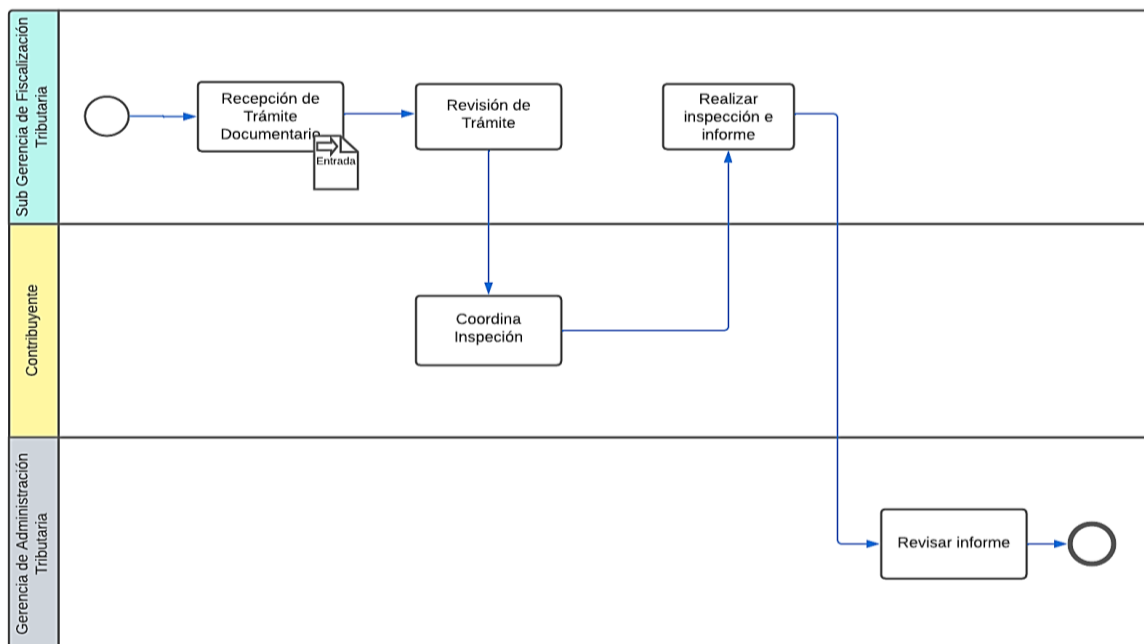 Sub Gerencia de Fiscalización
Tributaria
Recepción de
Trámite
Documentario
Entrada
Revisión de
Trámite
Realizar
inspección e
informe
Contribuyente
Coordina
Inspeción
Gerencia de Administración
Tributaria
Revisar informe